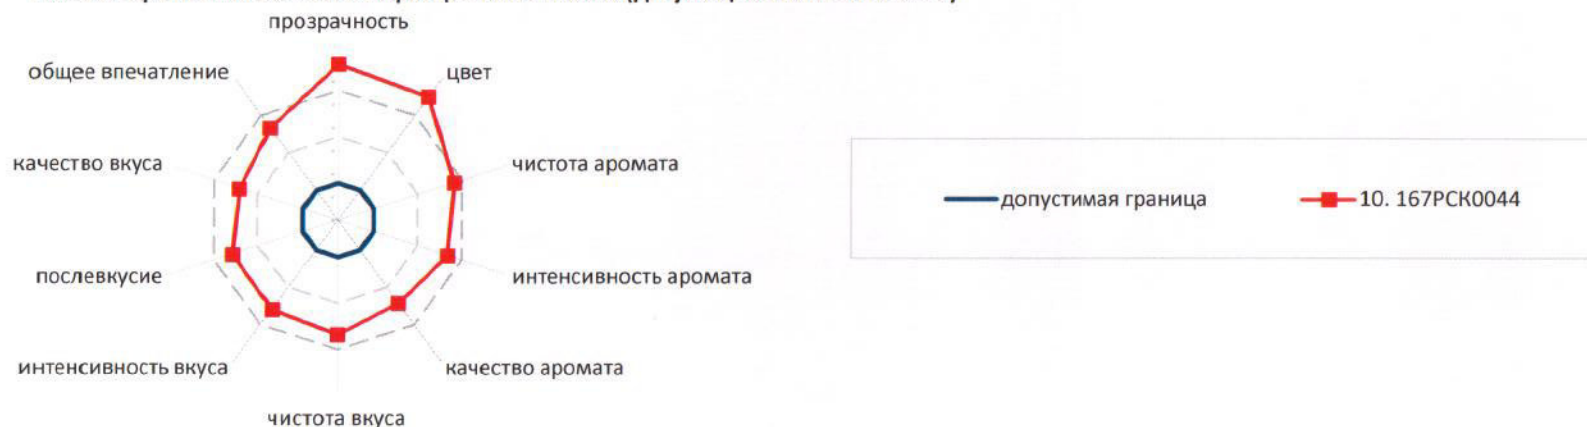 прозрачность
общее впечатление
цвет
качество вкуса
чистота аромата
допустимая граница
10. 167РСК0044
послевкусие
интенсивность аромата
интенсивность вкуса
качество аромата
чистота вкуса